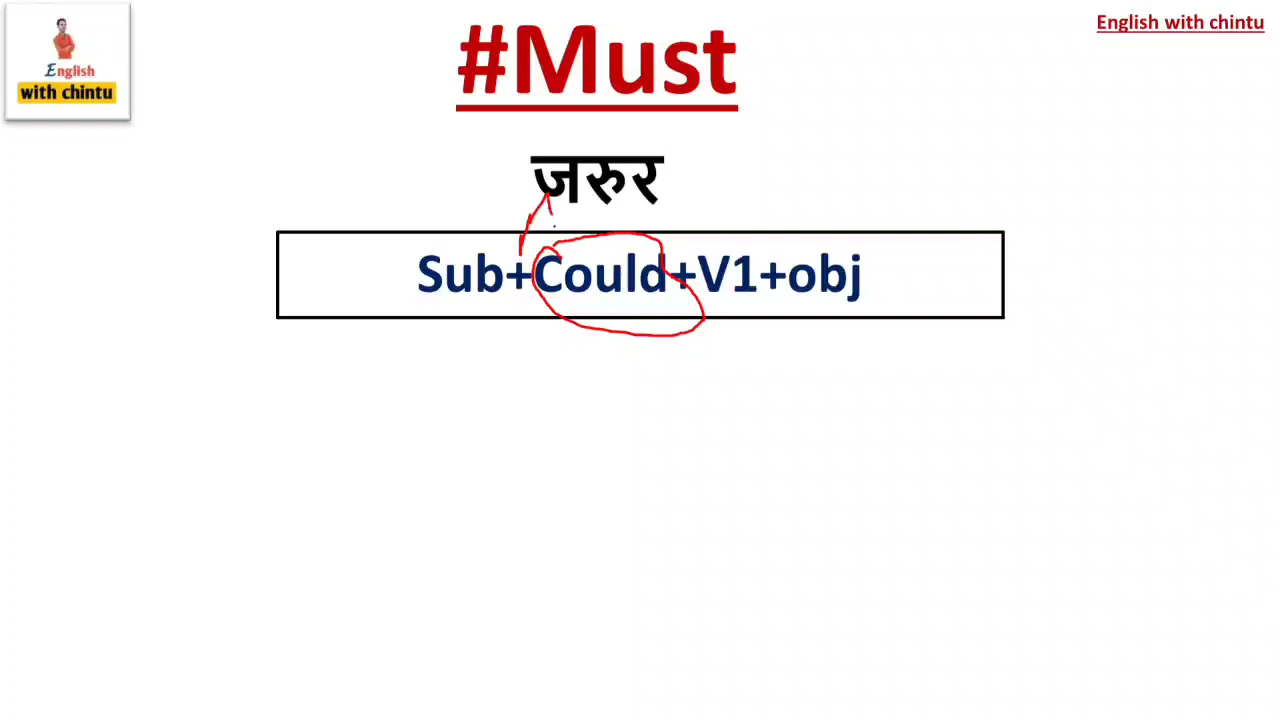 English with chintu
#Must
English
with chintu
जरुर
Sub+Could+V1+obj